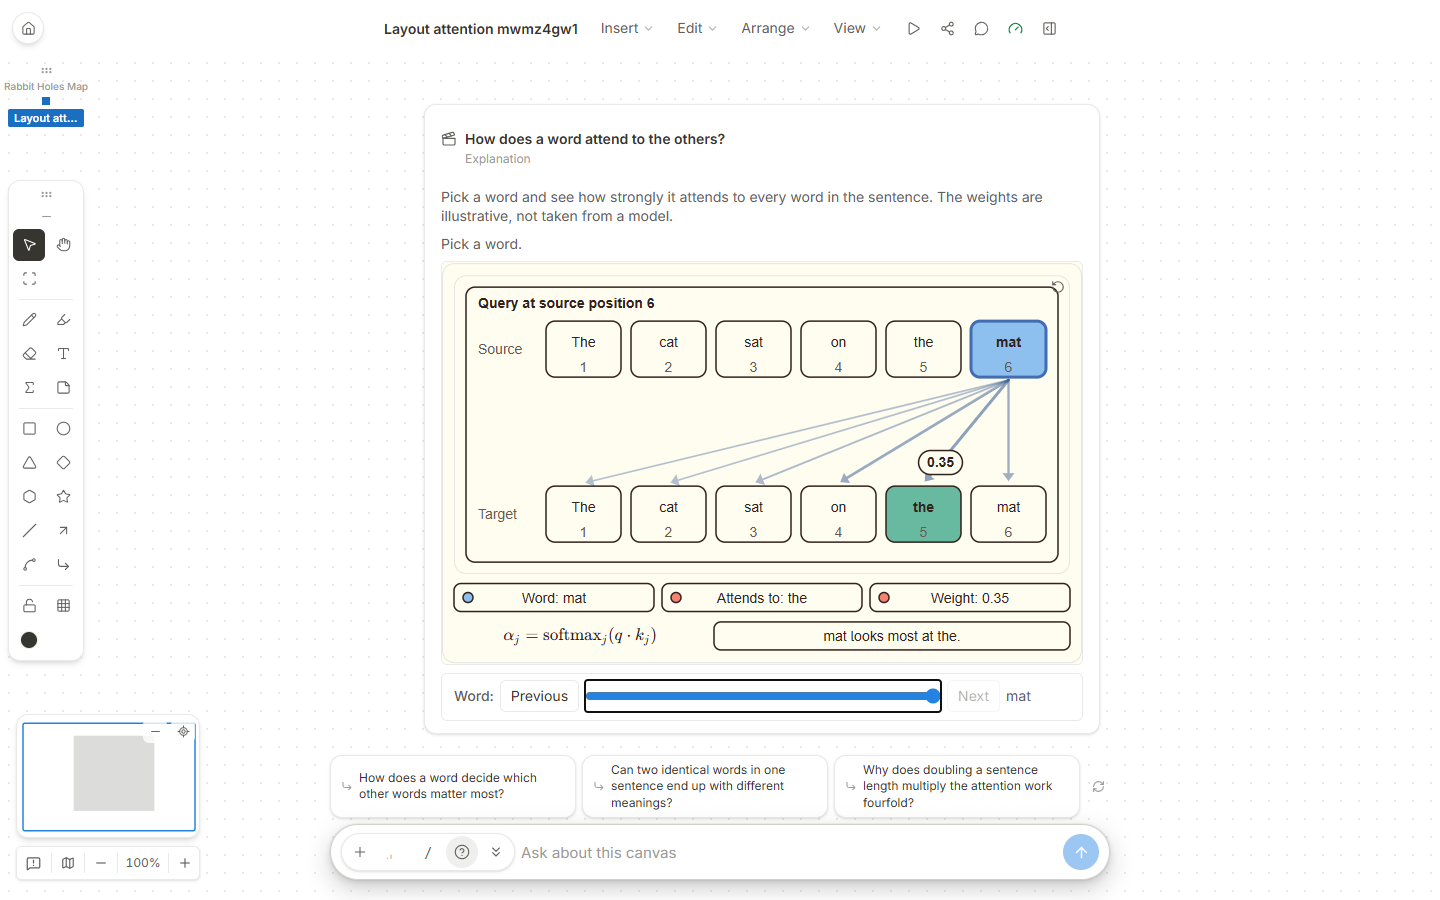 Layout attention mwmz4gw1
Insert
Edit
Arrange
View
Rabbit Holes Map
Layout att...
How does a word attend to the others?
Explanation
Pick a word and see how strongly it attends to every word in the sentence. The weights are
illustrative, not taken from a model.
Pick a word.
Query at source position 6
Source
The
1
cat
2
sat
3
on
4
the
5
mat
6
0.35
Target
The
1
cat
2
sat
3
on
4
the
5
mat
6
Word: mat
Attends to: the
Weight: 0.35
α_j = softmax_j(q · k_j)
mat looks most at the.
Word:
Previous
Next
mat
How does a word decide which
other words matter most?
Can two identical words in one
sentence end up with different
meanings?
Why does doubling a sentence
length multiply the attention work
fourfold?
/
Ask about this canvas
100%